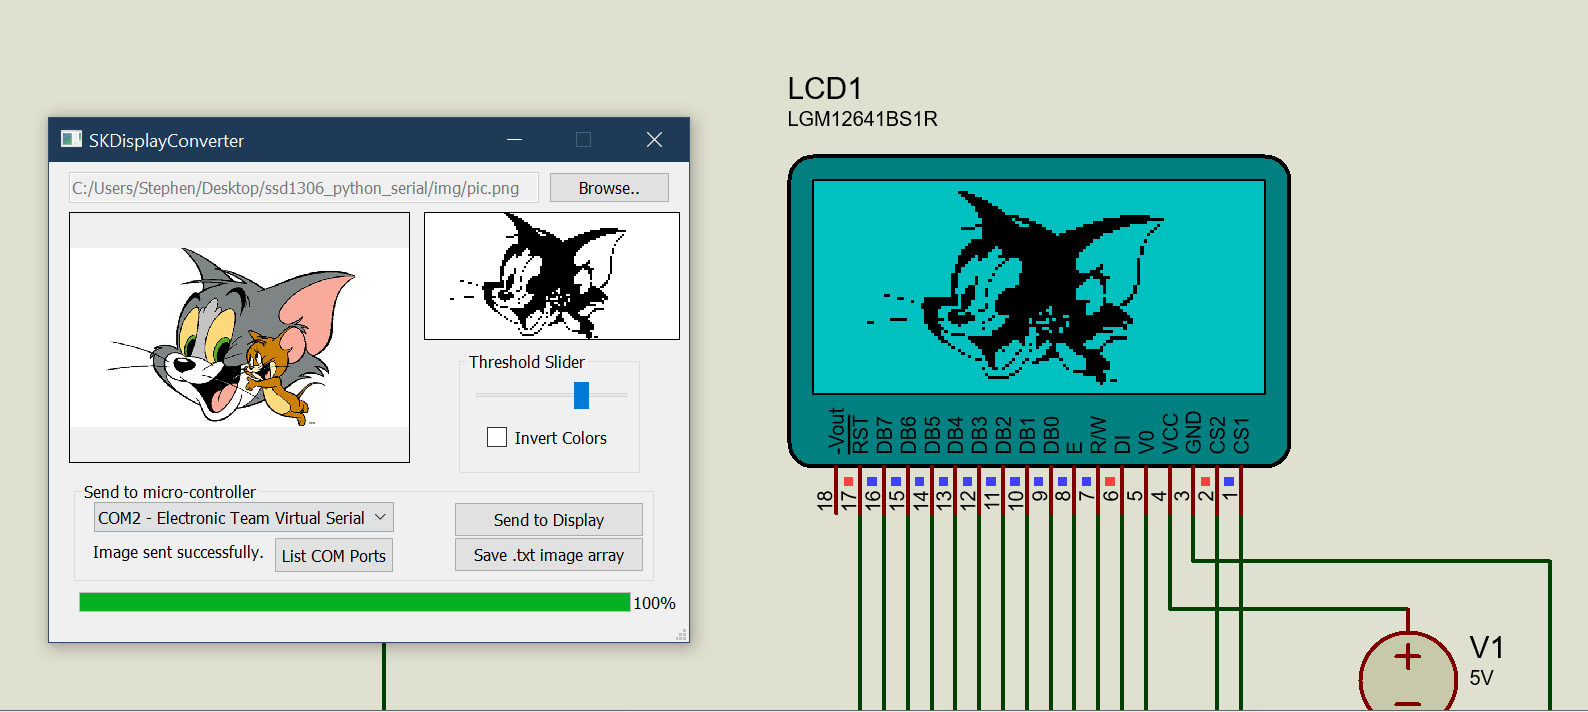 SKDisplayConverter
C:/Users/Stephen/Desktop/ssd1306_python_serial/img/pic.png
Browse..
Threshold Slider
Invert Colors
Send to micro-controller
COM2 - Electronic Team Virtual Serial
Send to Display
Image sent successfully.
List COM Ports
Save .txt image array
100%
LCD1
LGM12641BS1R
-Vout
RST
DB7
DB6
DB5
DB4
DB3
DB2
DB1
DB0
E
R/W
DI
V0
VCC
GND
CS2
CS1
18
17
16
15
14
13
12
11
10
9
8
7
6
5
4
3
2
1
V1
5V